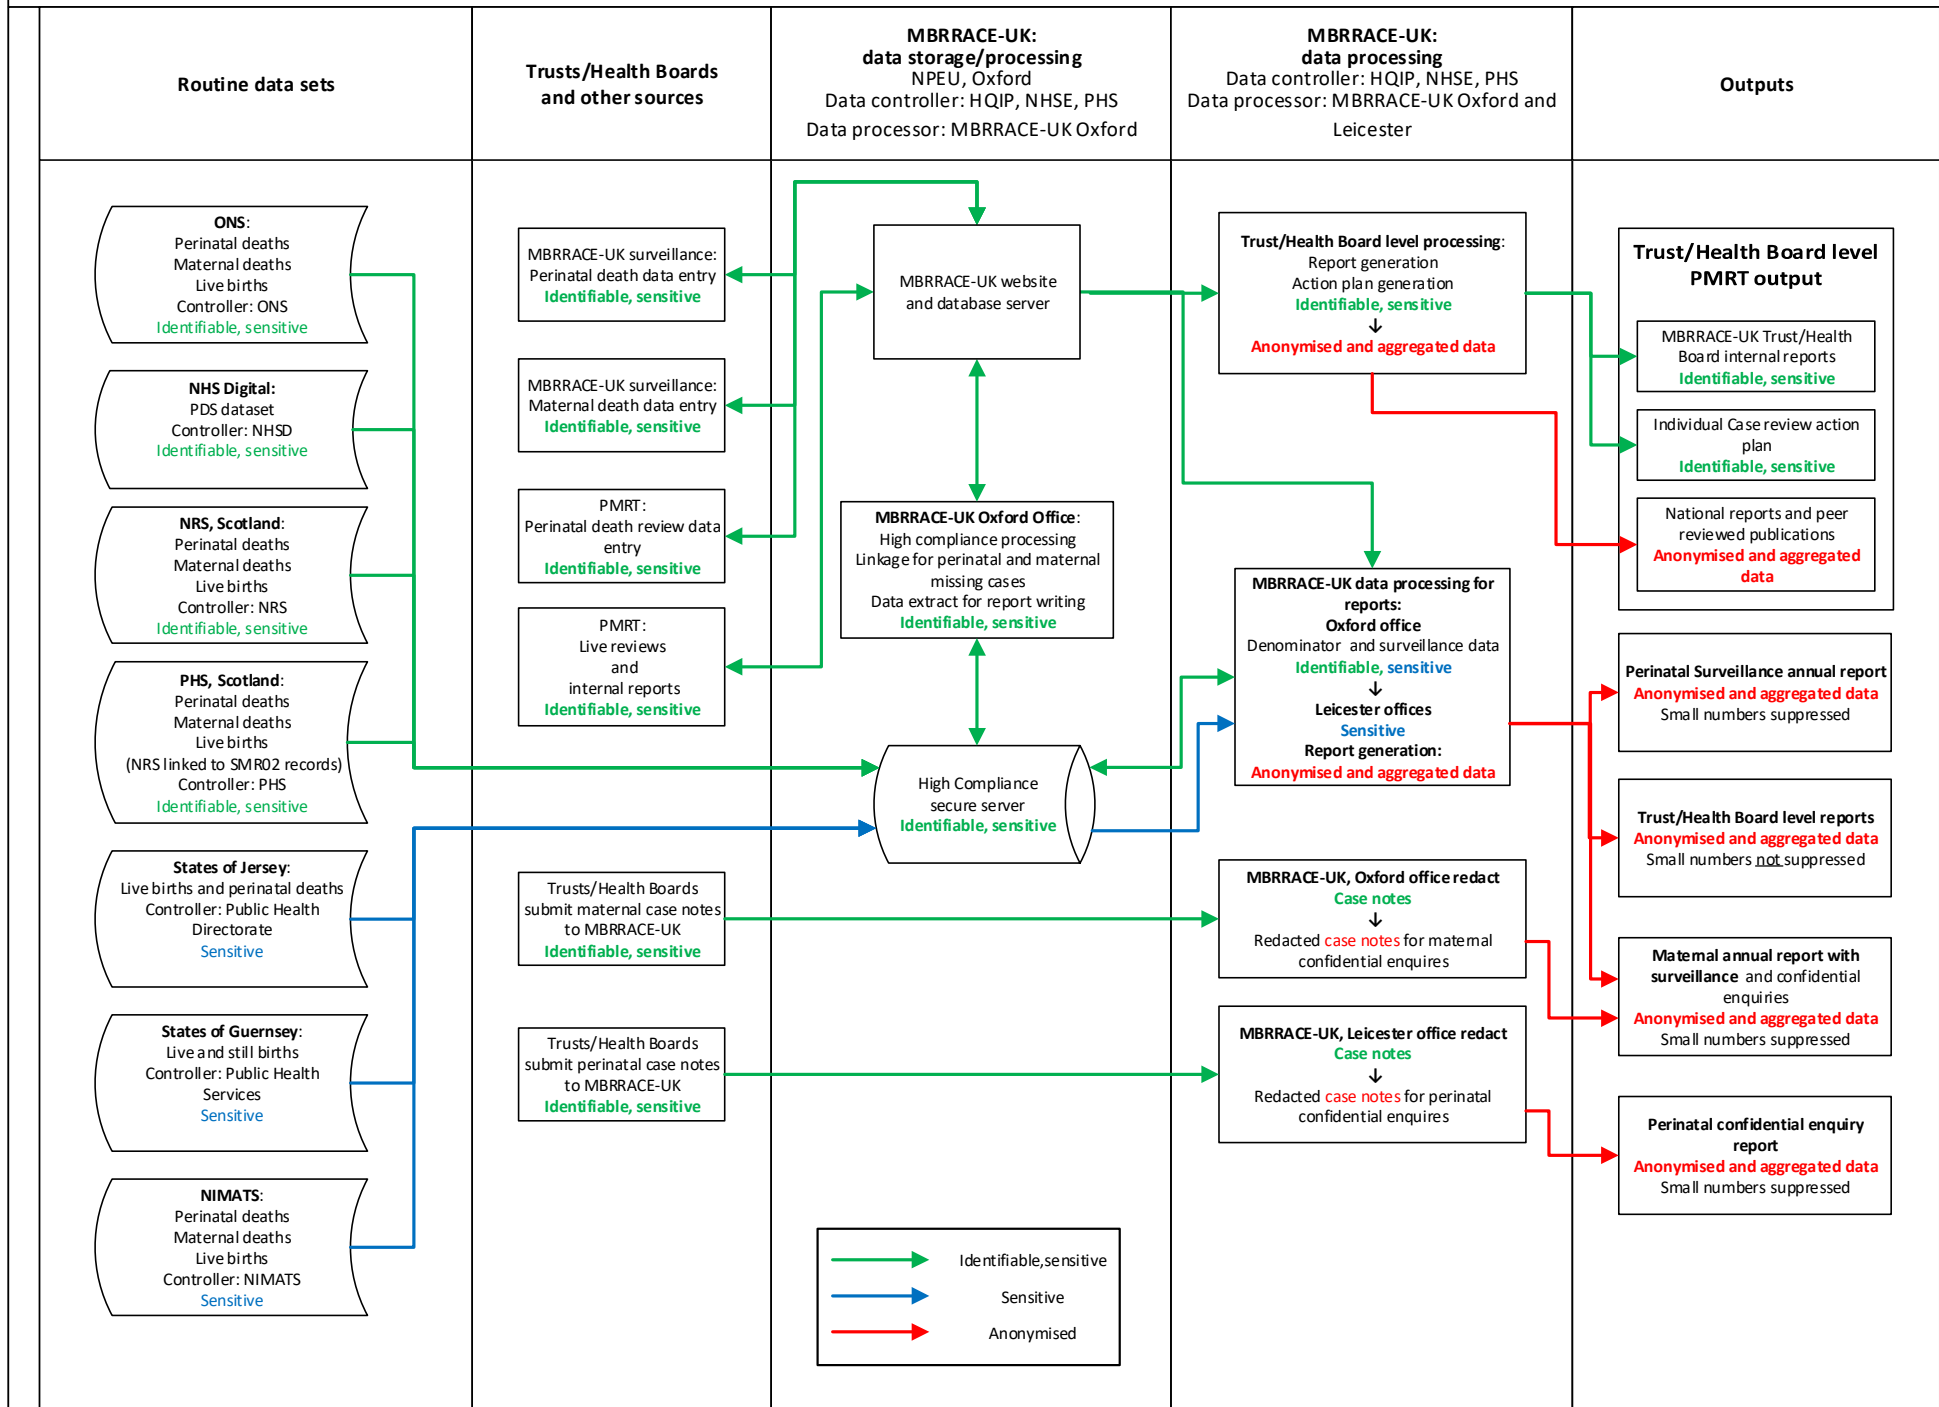 Routine data sets
Trusts/Health Boards
and other sources
MBRRACE-UK:
data storage/processing
NPEU, Oxford
Data controller: HQIP, NHSE, PHS
Data processor: MBRRACE-UK Oxford
MBRRACE-UK:
data processing
Data controller: HQIP, NHSE, PHS
Data processor: MBRRACE-UK Oxford and
Leicester
Outputs
ONS:
Perinatal deaths
Maternal deaths
Live births
Controller: ONS
Identifiable, sensitive
NHS Digital:
PDS dataset
Controller: NHSD
Identifiable, sensitive
NRS, Scotland:
Perinatal deaths
Maternal deaths
Live births
Controller: NRS
Identifiable, sensitive
PHS, Scotland:
Perinatal deaths
Maternal deaths
Live births
(NRS linked to SMR02 records)
Controller: PHS
Identifiable, sensitive
States of Jersey:
Live births and perinatal deaths
Controller: Public Health
Directorate
Sensitive
States of Guernsey:
Live and still births
Controller: Public Health
Services
Sensitive
NIMATS:
Perinatal deaths
Maternal deaths
Live births
Controller: NIMATS
Sensitive
MBRRACE-UK surveillance:
Perinatal death data entry
Identifiable, sensitive
MBRRACE-UK surveillance:
Maternal death data entry
Identifiable, sensitive
PMRT:
Perinatal death review data
entry
Identifiable, sensitive
PMRT:
Live reviews
and
internal reports
Identifiable, sensitive
Trusts/Health Boards
submit maternal case notes
to MBRRACE-UK
Identifiable, sensitive
Trusts/Health Boards
submit perinatal case notes
to MBRRACE-UK
Identifiable, sensitive
MBRRACE-UK website
and database server
MBRRACE-UK Oxford Office:
High compliance processing
Linkage for perinatal and maternal
missing cases
Data extract for report writing
Identifiable, sensitive
High Compliance
secure server
Identifiable, sensitive
Identifiable,sensitive
Sensitive
Anonymised
Trust/Health Board level processing:
Report generation
Action plan generation
Identifiable, sensitive
↓
Anonymised and aggregated data
MBRRACE-UK data processing for
reports:
Oxford office
Denominator and surveillance data
Identifiable, sensitive
↓
Leicester offices
Sensitive
Report generation:
Anonymised and aggregated data
MBRRACE-UK, Oxford office redact
Case notes
↓
Redacted case notes for maternal
confidential enquires
MBRRACE-UK, Leicester office redact
Case notes
↓
Redacted case notes for perinatal
confidential enquires
Trust/Health Board level
PMRT output
MBRRACE-UK Trust/Health
Board internal reports
Identifiable, sensitive
Individual Case review action
plan
Identifiable, sensitive
National reports and peer
reviewed publications
Anonymised and aggregated
data
Perinatal Surveillance annual report
Anonymised and aggregated data
Small numbers suppressed
Trust/Health Board level reports
Anonymised and aggregated data
Small numbers not suppressed
Maternal annual report with
surveillance and confidential
enquiries
Anonymised and aggregated data
Small numbers suppressed
Perinatal confidential enquiry
report
Anonymised and aggregated data
Small numbers suppressed